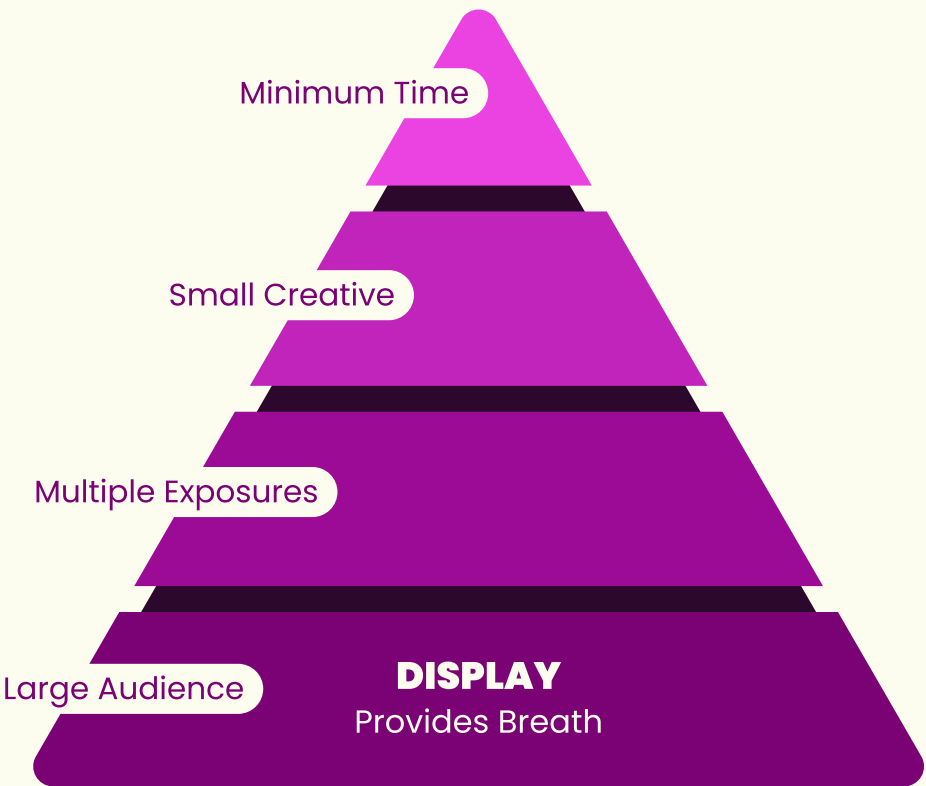 Minimum Time
Small Creative
Multiple Exposures
Large Audience
DISPLAY
Provides Breath